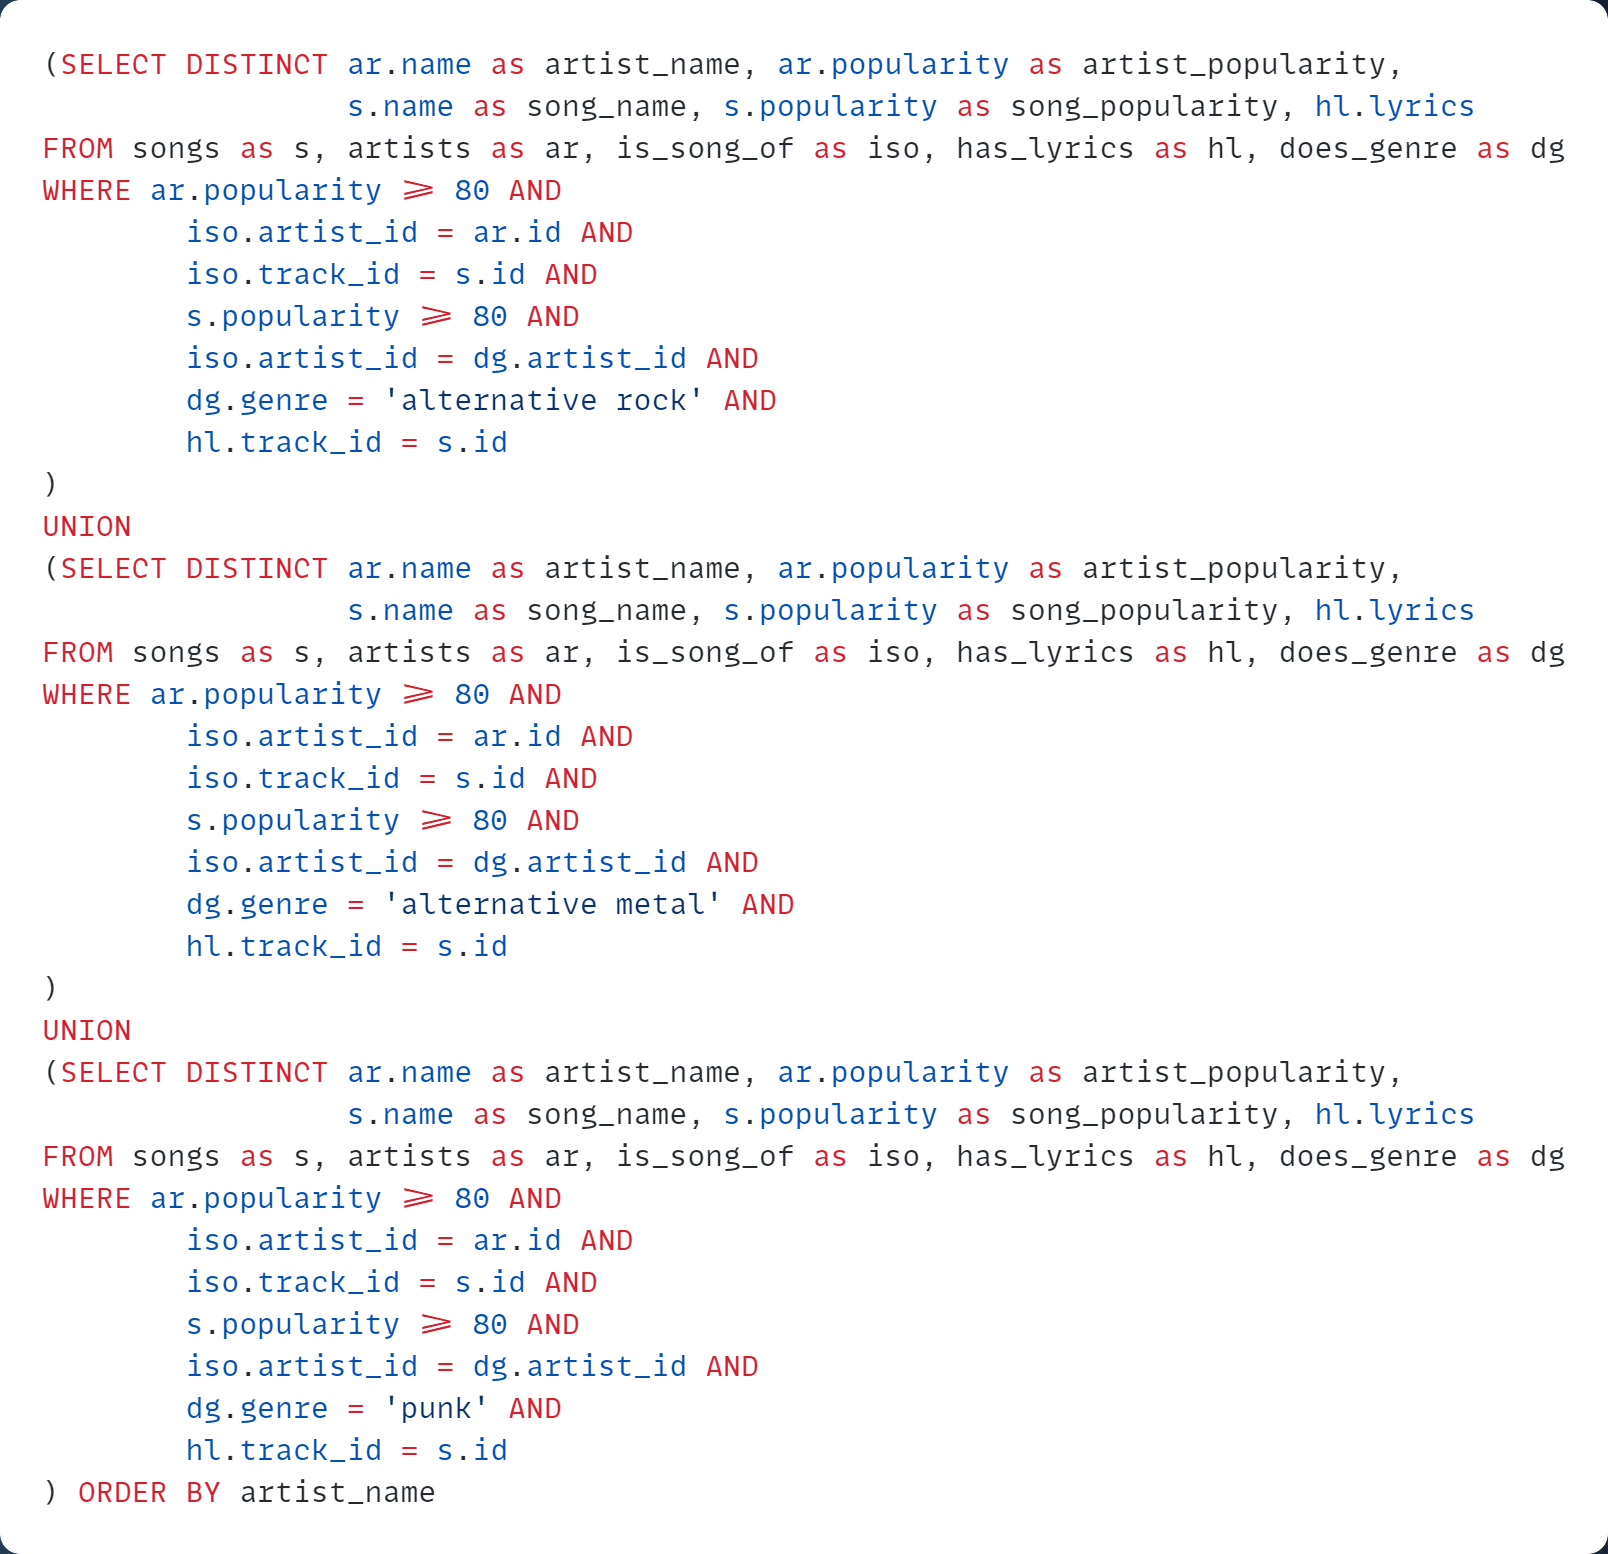 (SELECT DISTINCT ar.name as artist_name, ar.popularity as artist_popularity,
                 s.name as song_name, s.popularity as song_popularity, hl.lyrics
FROM songs as s, artists as ar, is_song_of as iso, has_lyrics as hl, does_genre as dg
WHERE ar.popularity >= 80 AND
        iso.artist_id = ar.id AND
        iso.track_id = s.id AND
        s.popularity >= 80 AND
        iso.artist_id = dg.artist_id AND
        dg.genre = 'alternative rock' AND
        hl.track_id = s.id
)
UNION
(SELECT DISTINCT ar.name as artist_name, ar.popularity as artist_popularity,
                 s.name as song_name, s.popularity as song_popularity, hl.lyrics
FROM songs as s, artists as ar, is_song_of as iso, has_lyrics as hl, does_genre as dg
WHERE ar.popularity >= 80 AND
        iso.artist_id = ar.id AND
        iso.track_id = s.id AND
        s.popularity >= 80 AND
        iso.artist_id = dg.artist_id AND
        dg.genre = 'alternative metal' AND
        hl.track_id = s.id
)
UNION
(SELECT DISTINCT ar.name as artist_name, ar.popularity as artist_popularity,
                 s.name as song_name, s.popularity as song_popularity, hl.lyrics
FROM songs as s, artists as ar, is_song_of as iso, has_lyrics as hl, does_genre as dg
WHERE ar.popularity >= 80 AND
        iso.artist_id = ar.id AND
        iso.track_id = s.id AND
        s.popularity >= 80 AND
        iso.artist_id = dg.artist_id AND
        dg.genre = 'punk' AND
        hl.track_id = s.id
) ORDER BY artist_name